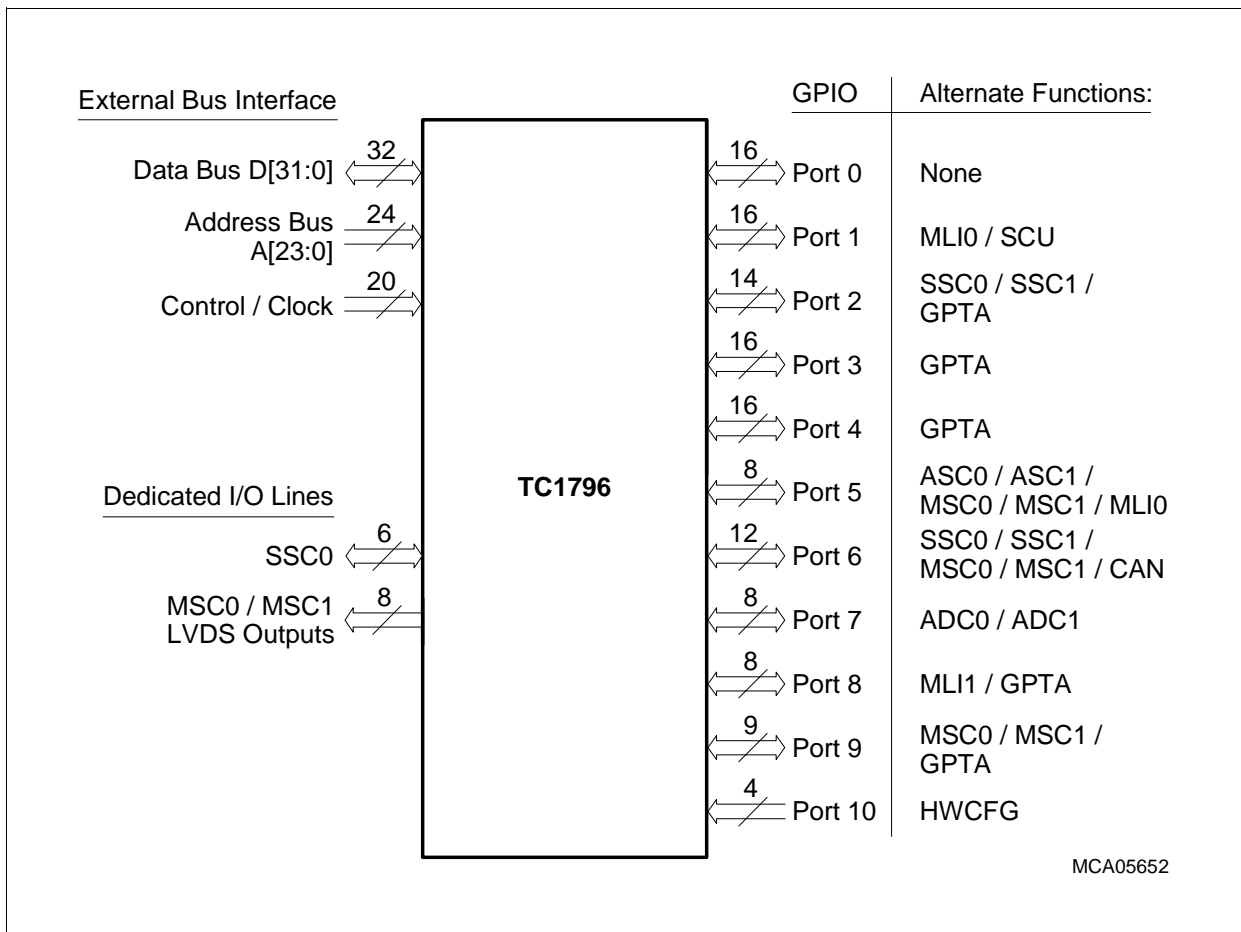 External Bus Interface
32
Data Bus D[31:0]
24
Address Bus
A[23:0]
20
Control / Clock
Dedicated I/O Lines
6
SSC0
8
MSC0 / MSC1
LVDS Outputs
TC1796
GPIO
Alternate Functions:
16
Port 0
None
16
Port 1
MLI0 / SCU
14
Port 2
SSC0 / SSC1 /
GPTA
16
Port 3
GPTA
16
Port 4
GPTA
8
Port 5
ASC0 / ASC1 /
MSC0 / MSC1 / MLI0
12
Port 6
SSC0 / SSC1 /
MSC0 / MSC1 / CAN
8
Port 7
ADC0 / ADC1
8
Port 8
MLI1 / GPTA
9
Port 9
MSC0 / MSC1 /
GPTA
4
Port 10
HWCFG
MCA05652